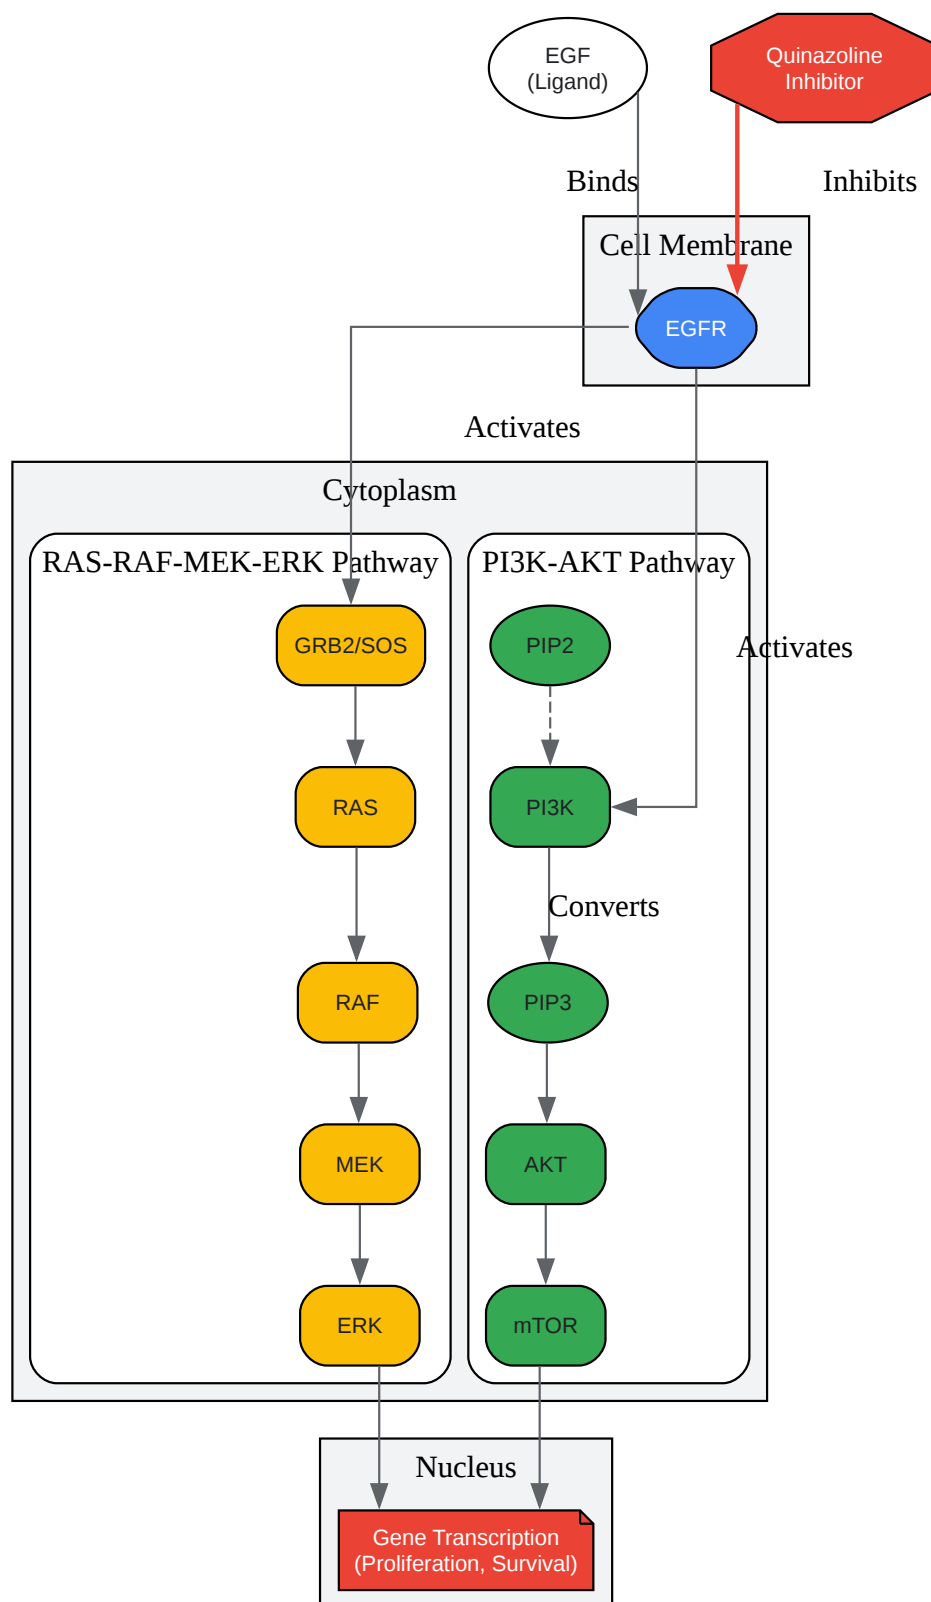 EGF
(Ligand)
Quinazoline
Inhibitor
Binds
Inhibits
Cell Membrane
EGFR
Activates
Cytoplasm
RAS-RAF-MEK-ERK Pathway
PI3K-AKT Pathway
GRB2/SOS
PIP2
Activates
RAS
PI3K
Converts
RAF
PIP3
MEK
AKT
ERK
mTOR
Nucleus
Gene Transcription
(Proliferation, Survival)